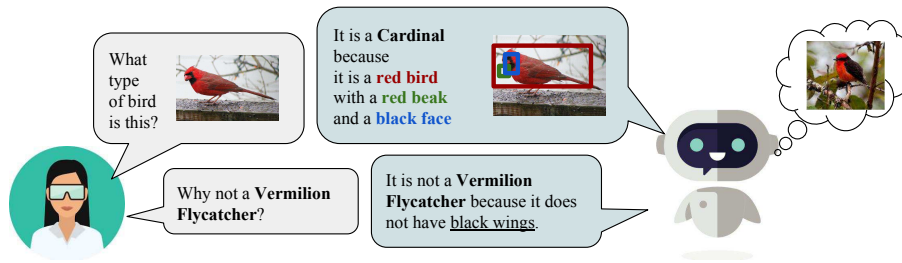 What
type
of bird
is this?
It is a Cardinal
because
it is a red bird
with a red beak
and a black face
Why not a Vermilion
Flycatcher?
It is not a Vermilion
Flycatcher because it does
not have black wings.